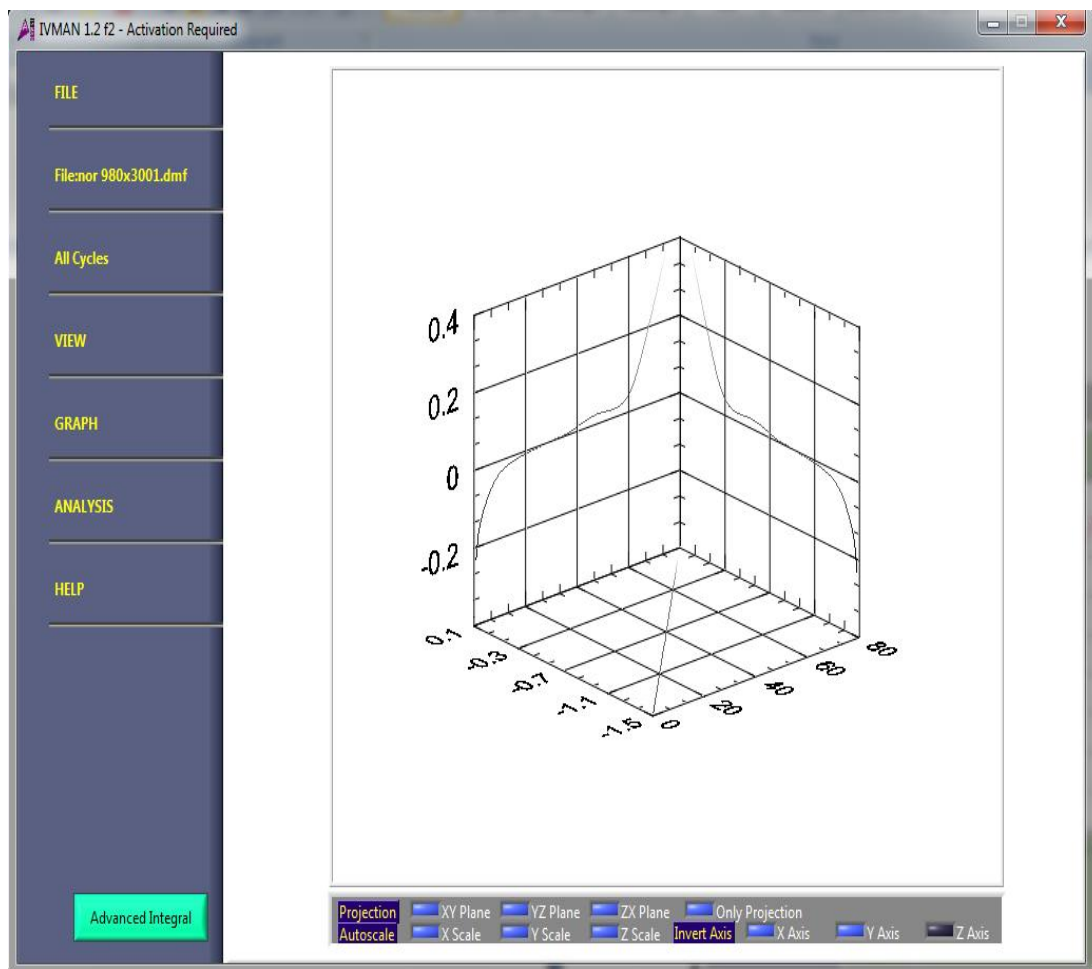 IVMAN 1.2 f2 - Activation Required
FILE
File:nor 980x3001.dmf
All Cycles
VIEW
GRAPH
ANALYSIS
HELP
Advanced Integral
0.4
0.2
0
-0.2
0.1
-0.3
-0.7
-1.1
-1.5
0
20
40
60
80
Projection XY Plane YZ Plane ZX Plane Only Projection
Autoscale X Scale Y Scale Z Scale Invert Axis X Axis Y Axis Z Axis